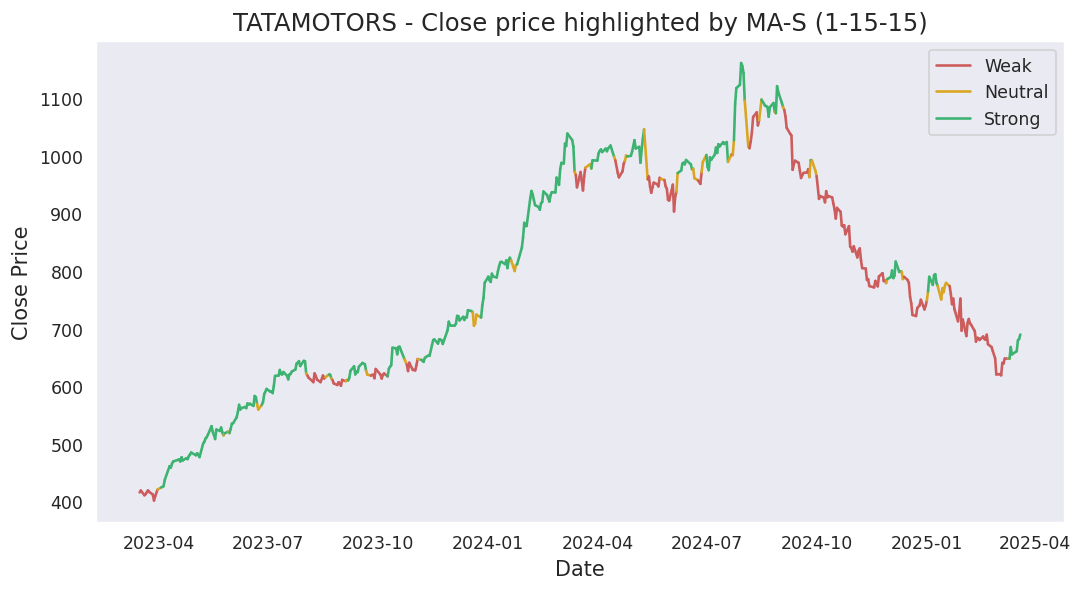 TATAMOTORS - Close price highlighted by MA-S (1-15-15)
Weak
Neutral
Strong
Close Price
1100
1000
900
800
700
600
500
400
2023-04 2023-07 2023-10 2024-01 2024-04 2024-07 2024-10 2025-01 2025-04
Date